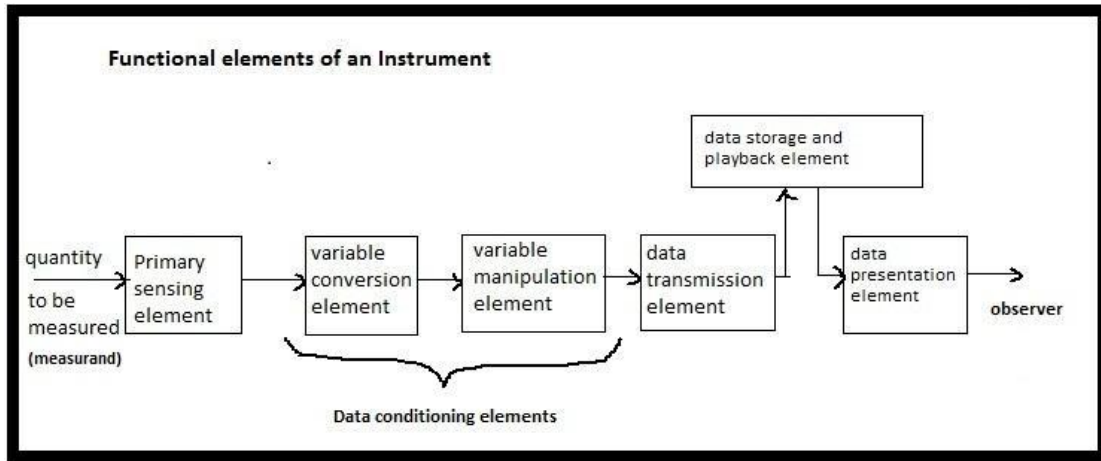 Functional elements of an Instrument
data storage and
playback element
quantity
to be
measured
(measurand)
Primary
sensing
element
variable
conversion
element
variable
manipulation
element
data
transmission
element
data
presentation
element
observer
Data conditioning elements